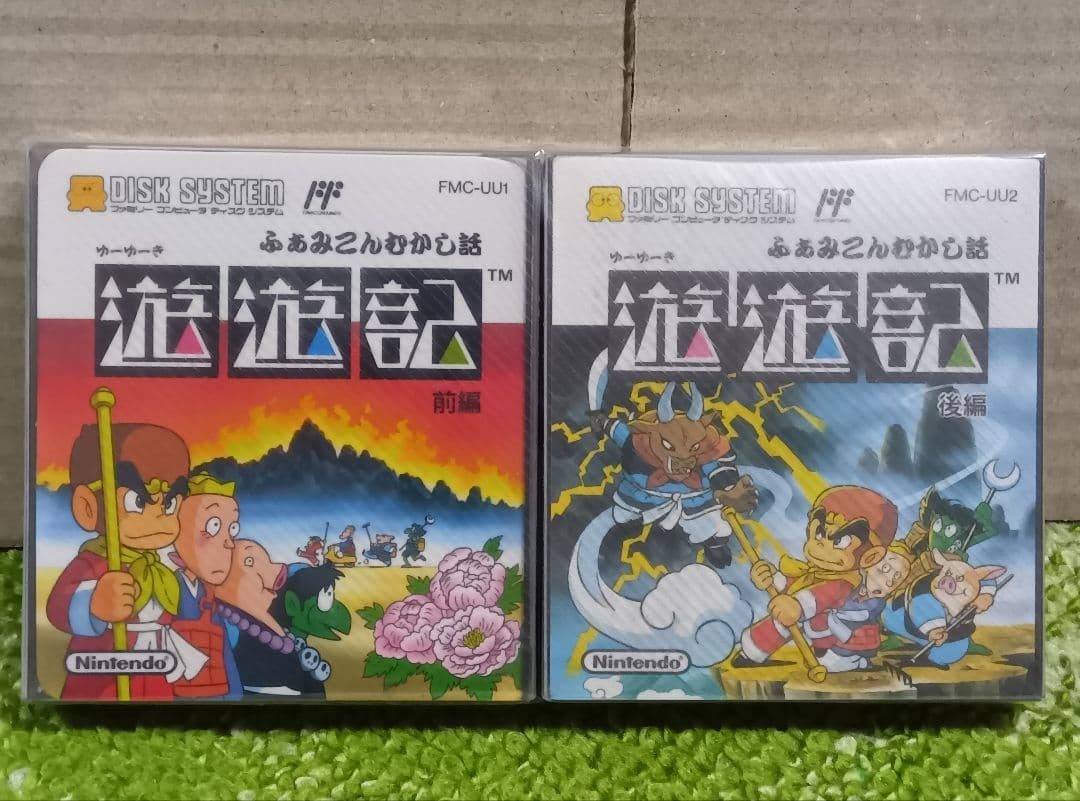 DISK SYSTEM
ファミリー コンピュータ ディスク システム
FMC-UU1
ふぁみこんむかし話
ゆーゆーき
遊遊記 TM
前編
Nintendo®
DISK SYSTEM
ファミリー コンピュータ ディスク システム
FMC-UU2
ふぁみこんむかし話
ゆーゆーき
遊遊記 TM
後編
Nintendo®